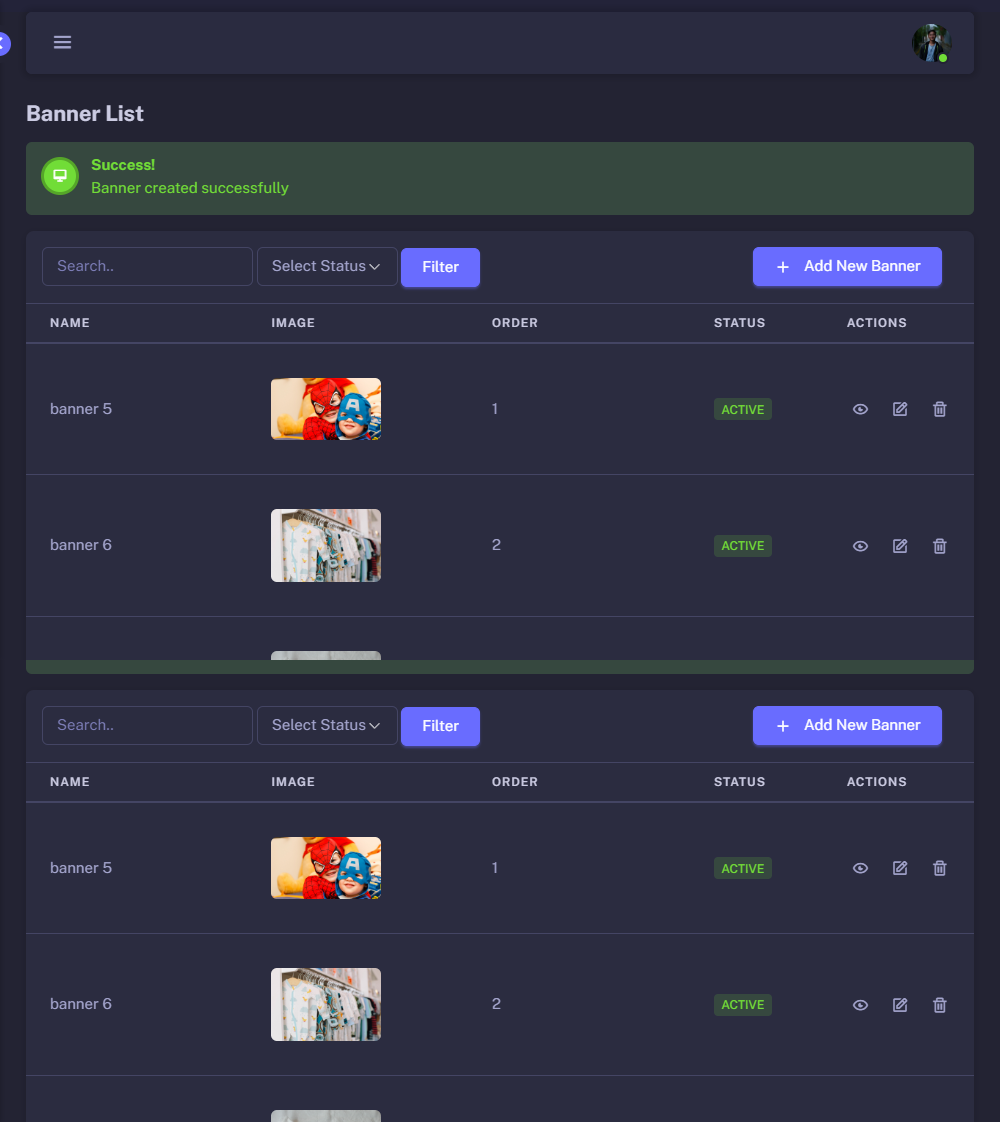 Banner List
Success!
Banner created successfully
Search.. Select Status Filter Add New Banner
NAME IMAGE ORDER STATUS ACTIONS
banner 5 1 ACTIVE
banner 6 2 ACTIVE
Search.. Select Status Filter Add New Banner
NAME IMAGE ORDER STATUS ACTIONS
banner 5 1 ACTIVE
banner 6 2 ACTIVE